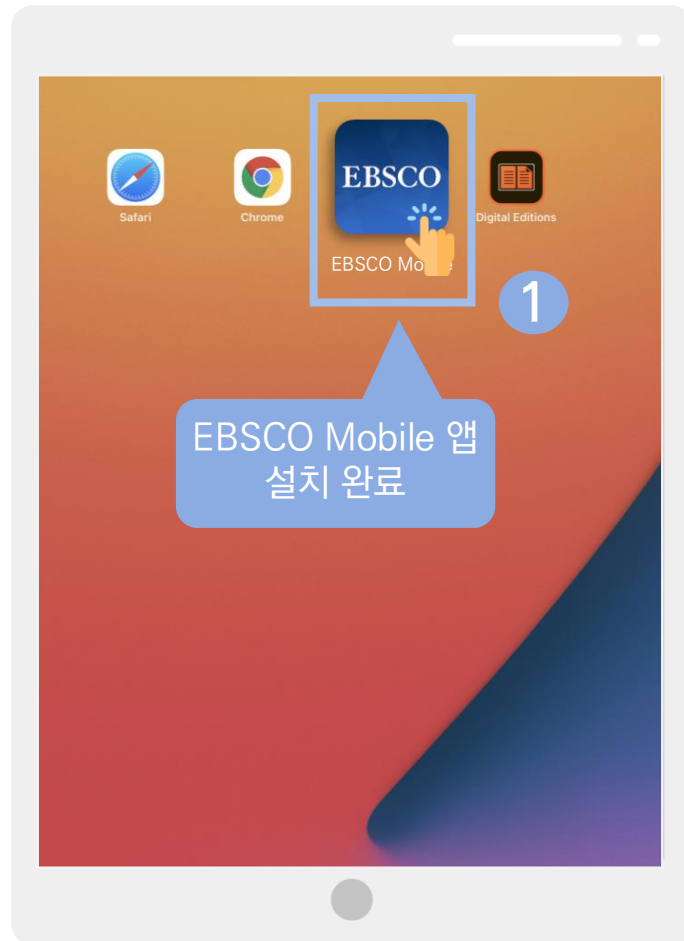 Safari
Chrome
EBSCO
EBSCO Mo e
Digital Editions
1
EBSCO Mobile 앱
설치 완료